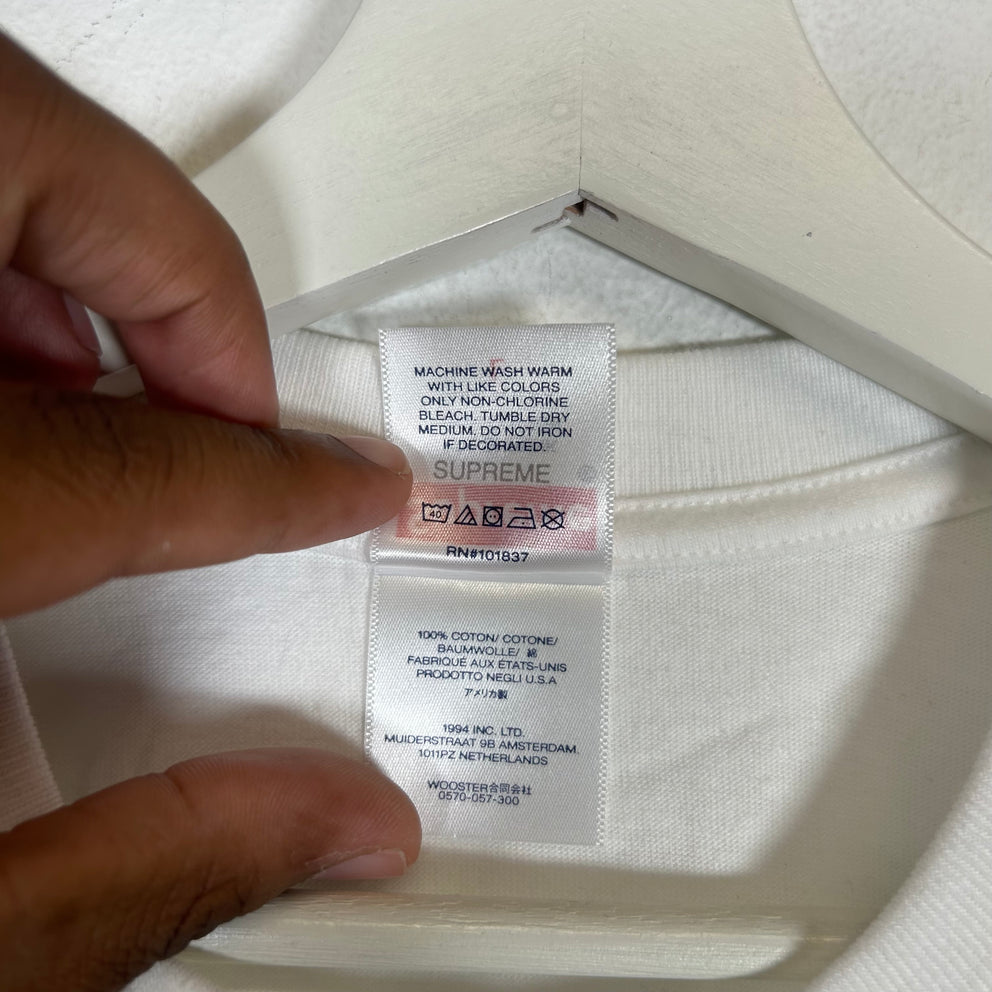 MACHINE WASH WARM
WITH LIKE COLORS
ONLY NON-CHLORINE
BLEACH. TUMBLE DRY
MEDIUM. DO NOT IRON
IF DECORATED.
SUPREME
40
RN#101837
100% COTON/ COTONE/
BAUMWOLLE/ 綿
FABRIQUÉ AUX ÉTATS-UNIS
PRODOTTO NEGLI U.S.A
アメリカ製
1994 INC. LTD.
MUIDERSTRAAT 9B AMSTERDAM
1011PZ NETHERLANDS
WOOSTER合同会社
0570-057-300